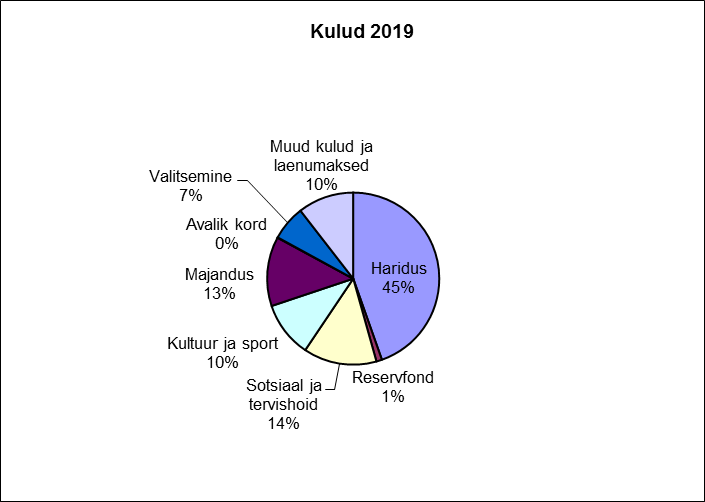 Kulud 2019
Muud kulud ja
laenumaksed
10%
Valitsemine
7%
Avalik kord
0%
Majandus
13%
Haridus
45%
Kultuur ja sport
10%
Sotsiaal ja
tervishoid
14%
Reservfond
1%